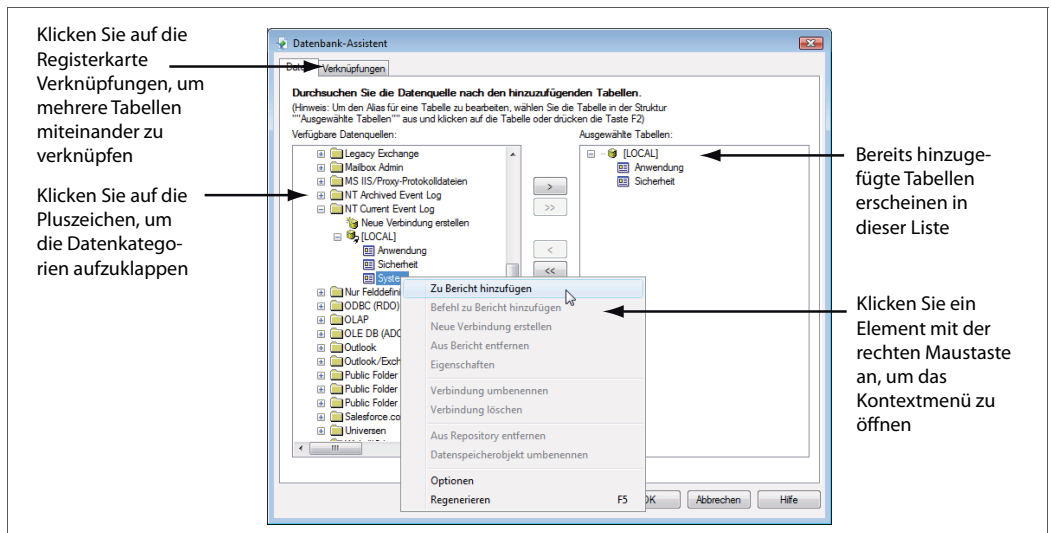 Klicken Sie auf die
Registerkarte
Verknüpfungen, um
mehrere Tabellen
miteinander zu
verknüpfen
Klicken Sie auf die
Pluszeichen, um
die Datenkatego-
rien aufzuklappen
Datenbank-Assistent
Verknüpfungen
Durchsuchen Sie die Datenquelle nach den hinzuzufügenden Tabellen.
(Hinweis: Um den Alias für eine Tabelle zu bearbeiten, wählen Sie die Tabelle in der Struktur
""Ausgewählte Tabellen"" aus und klicken auf die Tabelle oder drücken die Taste F2)
Verfügbare Datenquellen:
Legacy Exchange
Mailbox Admin
MS IIS/Proxy-Protokolldateien
NT Archived Event Log
NT Current Event Log
Neue Verbindung erstellen
[LOCAL]
Anwendung
Sicherheit
Nur Felddefini
ODBC (RDO)
OLAP
OLE DB (ADO
Outlook
Outlook/Exch
Public Folder
Public Folder
Public Folder
Salesforce.co
Universen
>
>>
<
<<
Ausgewählte Tabellen:
[LOCAL]
Anwendung
Sicherheit
Zu Bericht hinzufügen
Befehl zu Bericht hinzufügen
Neue Verbindung erstellen
Aus Bericht entfernen
Eigenschaften
Verbindung umbenennen
Verbindung löschen
Aus Repository entfernen
Datenspeicherobjekt umbenennen
Optionen
Regenerieren F5
Abbrechen
Hilfe
Bereits hinzuge-
fügte Tabellen
erscheinen in
dieser Liste
Klicken Sie ein
Element mit der
rechten Maustaste
an, um das
Kontextmenü zu
öffnen